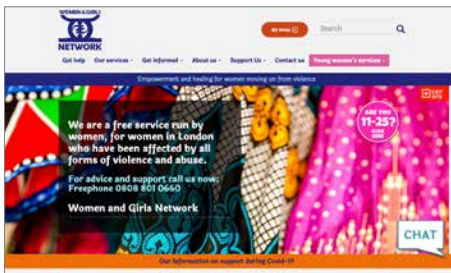 WOMEN & GIRLS
NETWORK
Search
Get help Our services Get informed About us Support Us Contact us Young women's services
Empowerment and healing for women moving on from violence
EXIT
SITE
ARE YOU
11-25?
CLICK
HERE
We are a free service run by
women, for women in London
who have been affected by all
forms of violence and abuse.
For advice and support call us now:
Freephone 0808 801 0660
Women and Girls Network
CHAT
Our information on support during Covid-19